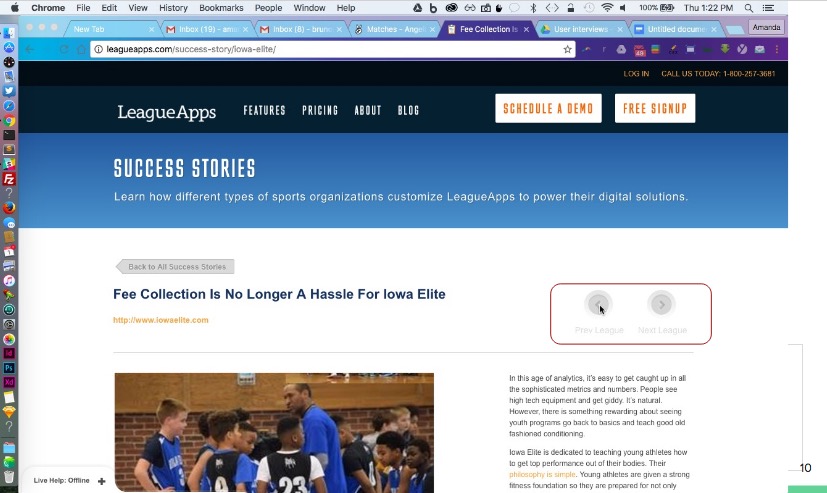 Chrome File Edit View History Bookmarks People Window Help 100% Thu 1:22 PM
New Tab Inbox (19) - ama Inbox (8) - brun Matches - Ang Fee Collection Is User interviews Untitled docum Amanda
leagueapps.com/success-story/iowa-elite/
LOG IN CALL US TODAY: 1-800-257-3681
LeagueApps FEATURES PRICING ABOUT BLOG SCHEDULE A DEMO FREE SIGNUP
SUCCESS STORIES
Learn how different types of sports organizations customize LeagueApps to power their digital solutions.
Back to All Success Stories
Fee Collection Is No Longer A Hassle For Iowa Elite
http://www.iowaelite.com
Prev League Next League
In this age of analytics, it's easy to get caught up in all
the sophisticated metrics and numbers. People see
high tech equipment and get giddy. It's natural.
However, there is something rewarding about seeing
youth programs go back to basics and teach good old
fashioned conditioning.
Iowa Elite is dedicated to teaching young athletes how
to get top performance out of their bodies. Their
philosophy is simple. Young athletes are given a strong
fitness foundation so they are prepared for not only
Live Help: Offline
10